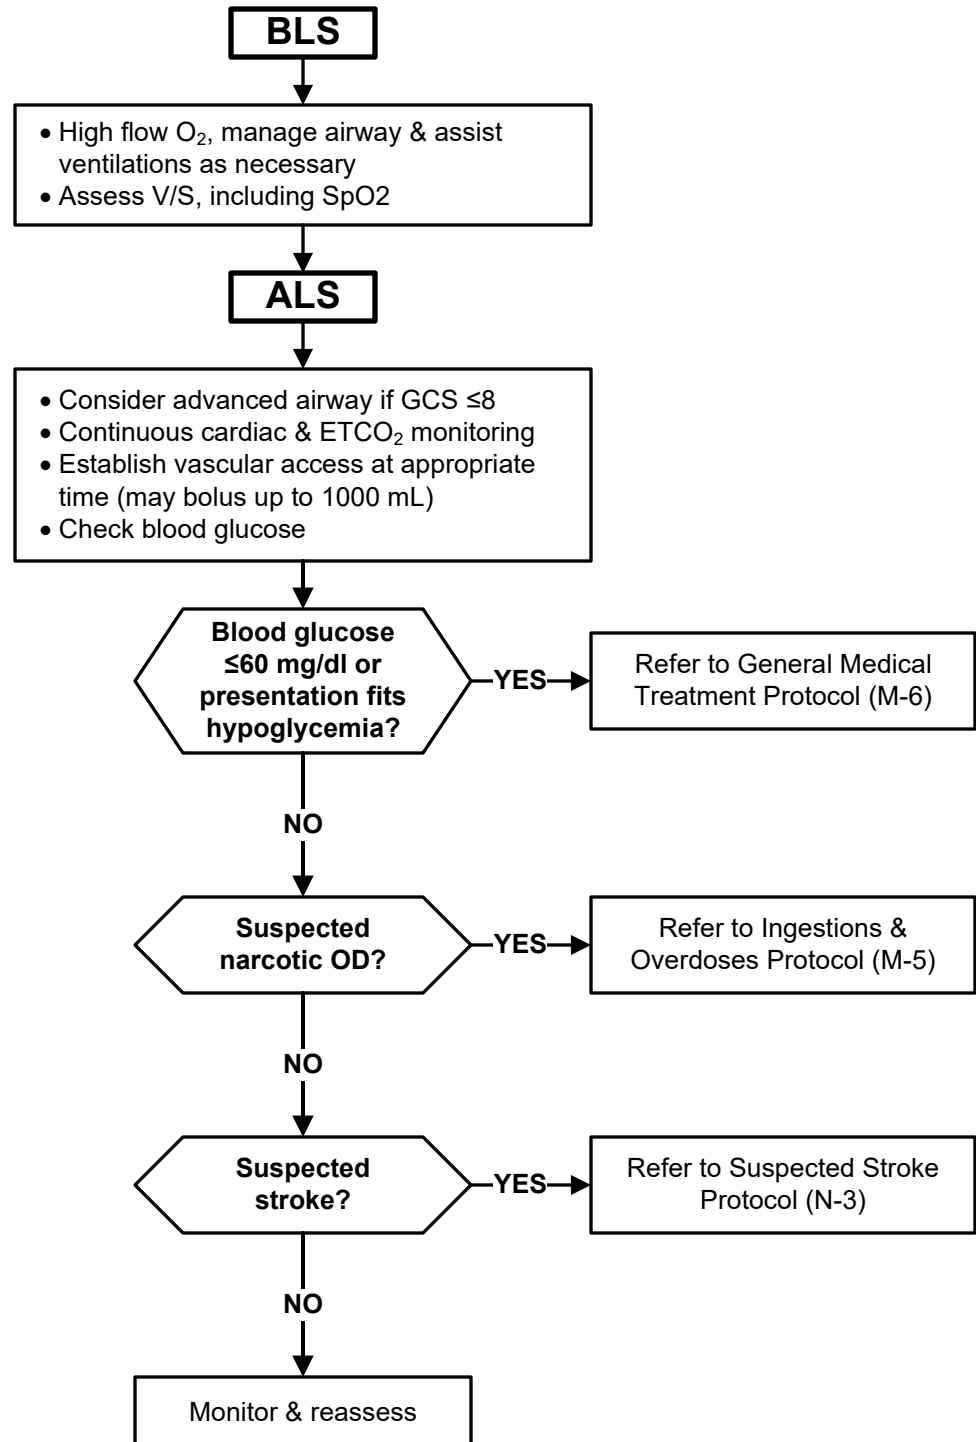 BLS
• High flow O₂, manage airway & assist
ventilations as necessary
• Assess V/S, including SpO2
ALS
• Consider advanced airway if GCS ≤8
• Continuous cardiac & ETCO₂ monitoring
• Establish vascular access at appropriate
time (may bolus up to 1000 mL)
• Check blood glucose
Blood glucose
≤60 mg/dl or
presentation fits
hypoglycemia?
YES
Refer to General Medical
Treatment Protocol (M-6)
NO
Suspected
narcotic OD?
YES
Refer to Ingestions &
Overdoses Protocol (M-5)
NO
Suspected
stroke?
YES
Refer to Suspected Stroke
Protocol (N-3)
NO
Monitor & reassess